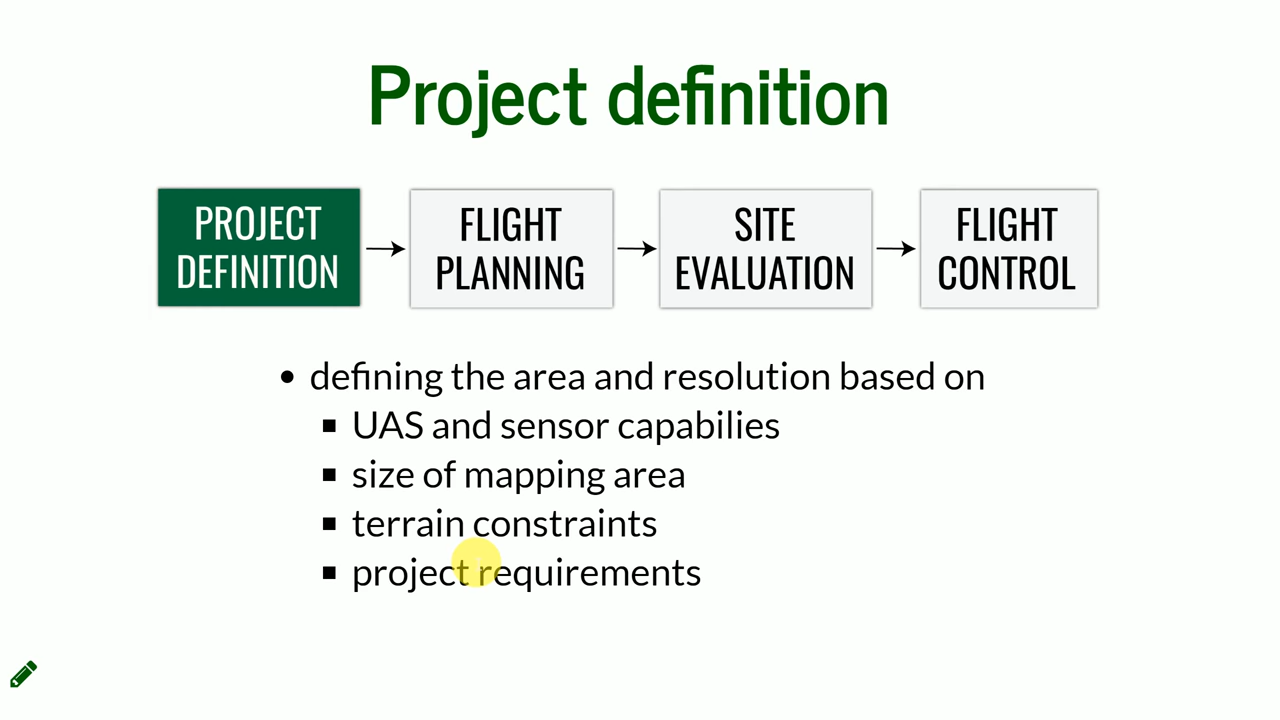 Project definition
PROJECT DEFINITION
FLIGHT PLANNING
SITE EVALUATION
FLIGHT CONTROL
• defining the area and resolution based on
▪ UAS and sensor capabilies
▪ size of mapping area
▪ terrain constraints
▪ project requirements